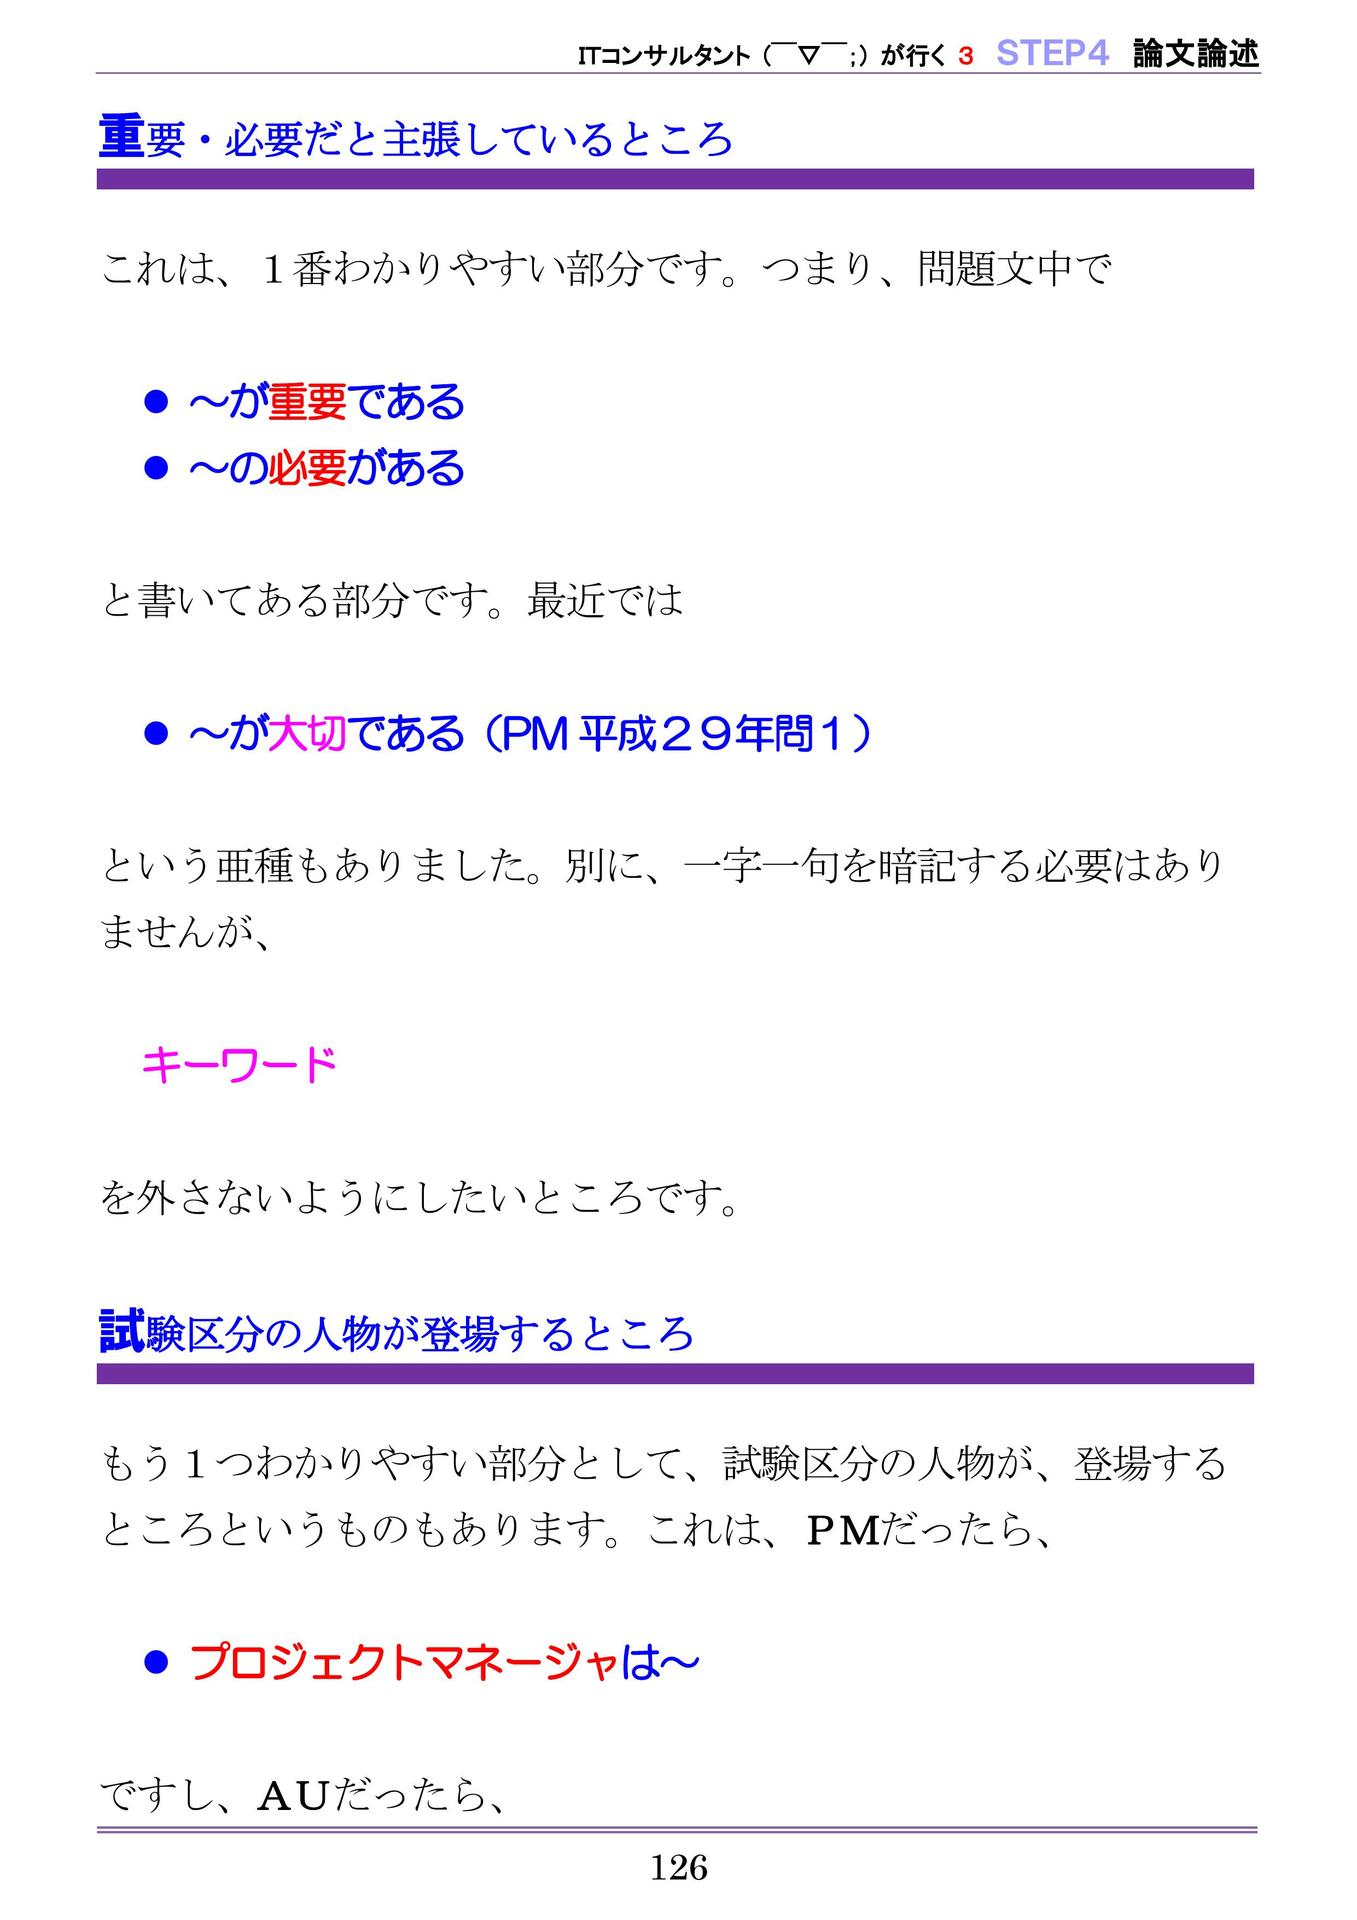 ITコンサルタント（￣▽￣；）が行く 3 STEP4 論文論述
重要・必要だと主張しているところ
これは、１番わかりやすい部分です。つまり、問題文中で
● ～が重要である
● ～の必要がある
と書いてある部分です。最近では
● ～が大切である（PM 平成２９年問１）
という亜種もありました。別に、一字一句を暗記する必要はあり
ませんが、
キーワード
を外さないようにしたいところです。
試験区分の人物が登場するところ
もう１つわかりやすい部分として、試験区分の人物が、登場する
ところというものもあります。これは、ＰＭだったら、
● プロジェクトマネージャは～
ですし、ＡＵだったら、
126